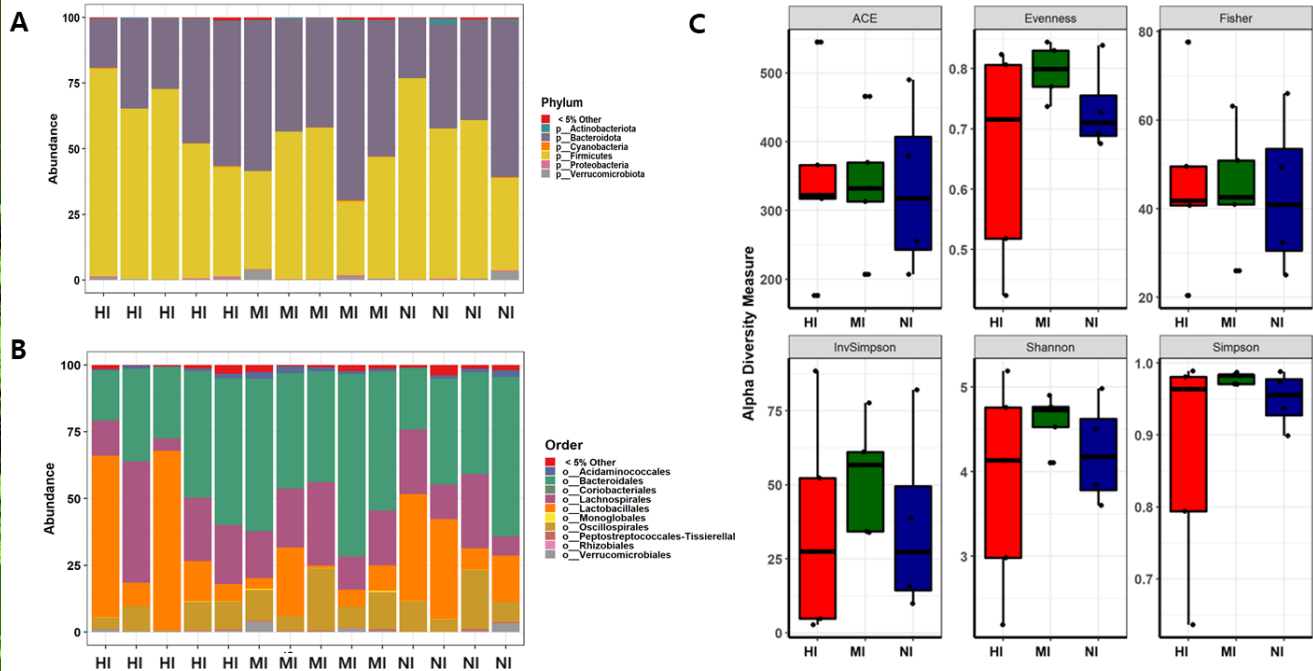 A
100
75
50
25
0
Abundance
HI HI HI HI HI MI MI MI MI MI NI NI NI NI
Phylum
< 5% Other
p__Actinobacteriota
p__Bacteroidota
p__Cyanobacteria
p__Firmicutes
p__Proteobacteria
p__Verrucomicrobiota
B
100
75
50
25
0
Abundance
HI HI HI HI HI MI MI MI MI MI NI NI NI NI
Order
< 5% Other
o__Acidaminococcales
o__Bacteroidales
o__Coriobacteriales
o__Lachnospirales
o__Lactobacillales
o__Monoglobales
o__Oscillospirales
o__Peptostreptococcales-Tissierellal
o__Rhizobiales
o__Verrucomicrobiales
C
Alpha Diversity Measure
ACE
500
400
300
200
HI MI NI
Evenness
0.8
0.7
0.6
0.5
HI MI NI
Fisher
80
60
40
20
HI MI NI
InvSimpson
75
50
25
0
HI MI NI
Shannon
5
4
3
HI MI NI
Simpson
1.0
0.9
0.8
0.7
HI MI NI